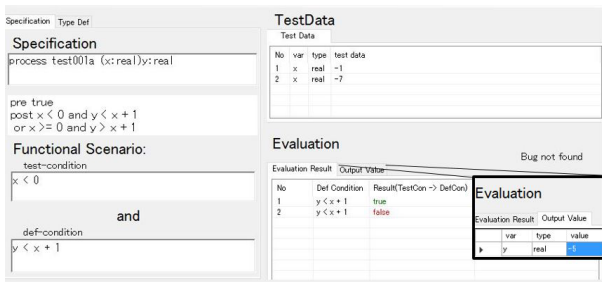 Specification Type Def
Specification
process test001a (x:real)y:real
pre true
post x < 0 and y < x + 1
or x >= 0 and y > x + 1
Functional Scenario:
test-condition
x < 0
and
def-condition
y < x + 1
TestData
Test Data
No var type test data
1 x real -1
2 x real -7
Evaluation
Bug not found
Evaluation Result Output Value
No Def Condition Result(TestCon -> DefCon)
1 y < x + 1 true
2 y < x + 1 false
Evaluation
Evaluation Result Output Value
var type value
y real -5